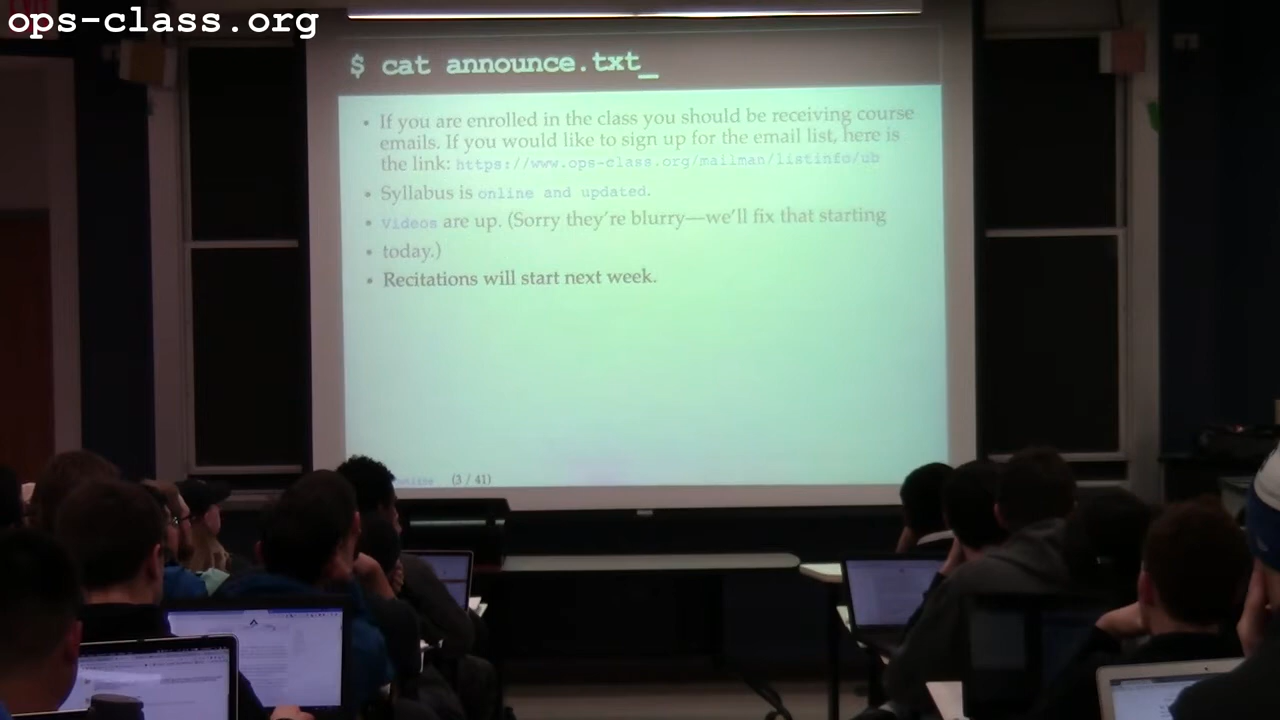 ops-class.org
$ cat announce.txt_
• If you are enrolled in the class you should be receiving course
emails. If you would like to sign up for the email list, here is
the link: https://www.ops-class.org/mailman/listinfo/ub
• Syllabus is online and updated.
• Videos are up. (Sorry they're blurry—we'll fix that starting
• today.)
• Recitations will start next week.
(3 / 41)